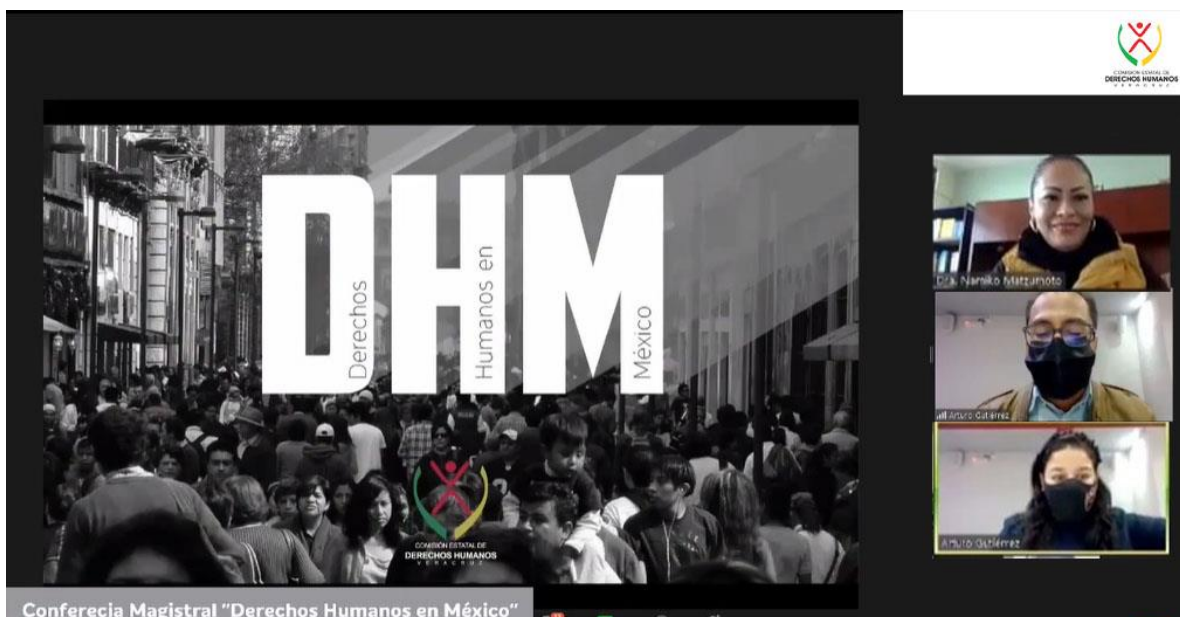 COMISIÓN ESTATAL DE
DERECHOS HUMANOS
VERACRUZ
DHM
Derechos
Humanos en
México
COMISIÓN ESTATAL DE
DERECHOS HUMANOS
VERACRUZ
Dra. Namiko Matzumoto
Arturo Gutiérrez
Arturo Gutiérrez
Conferecia Magistral "Derechos Humanos en México"